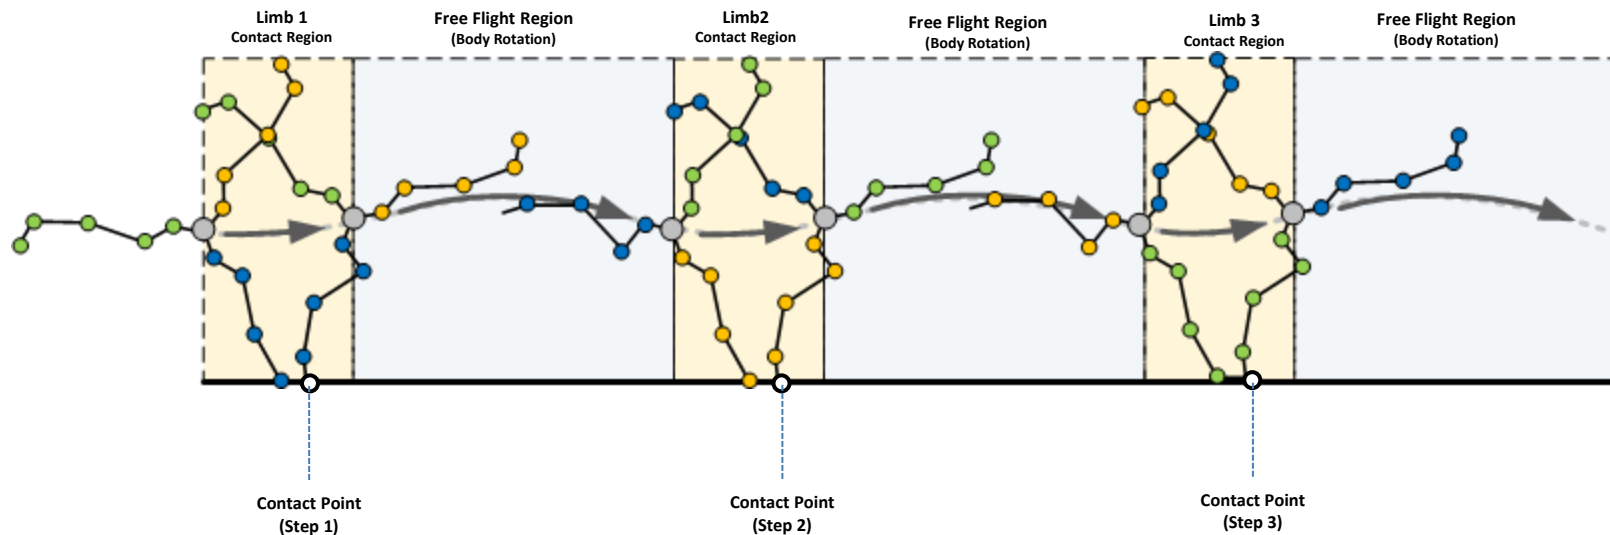 Limb 1
Contact Region
Free Flight Region
(Body Rotation)
Limb2
Contact Region
Free Flight Region
(Body Rotation)
Limb 3
Contact Region
Free Flight Region
(Body Rotation)
Contact Point
(Step 1)
Contact Point
(Step 2)
Contact Point
(Step 3)